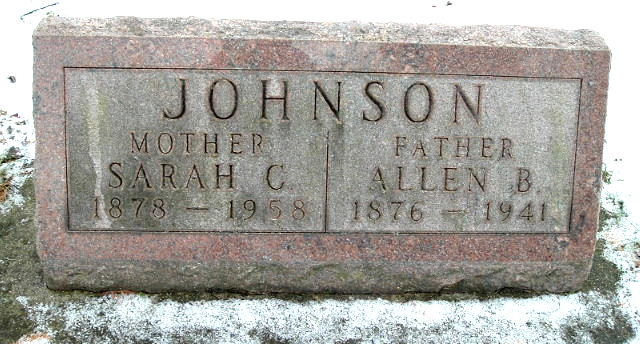 JOHNSON
MOTHER
SARAH C
1878 — 1958
FATHER
ALLEN B.
1876 — 1941